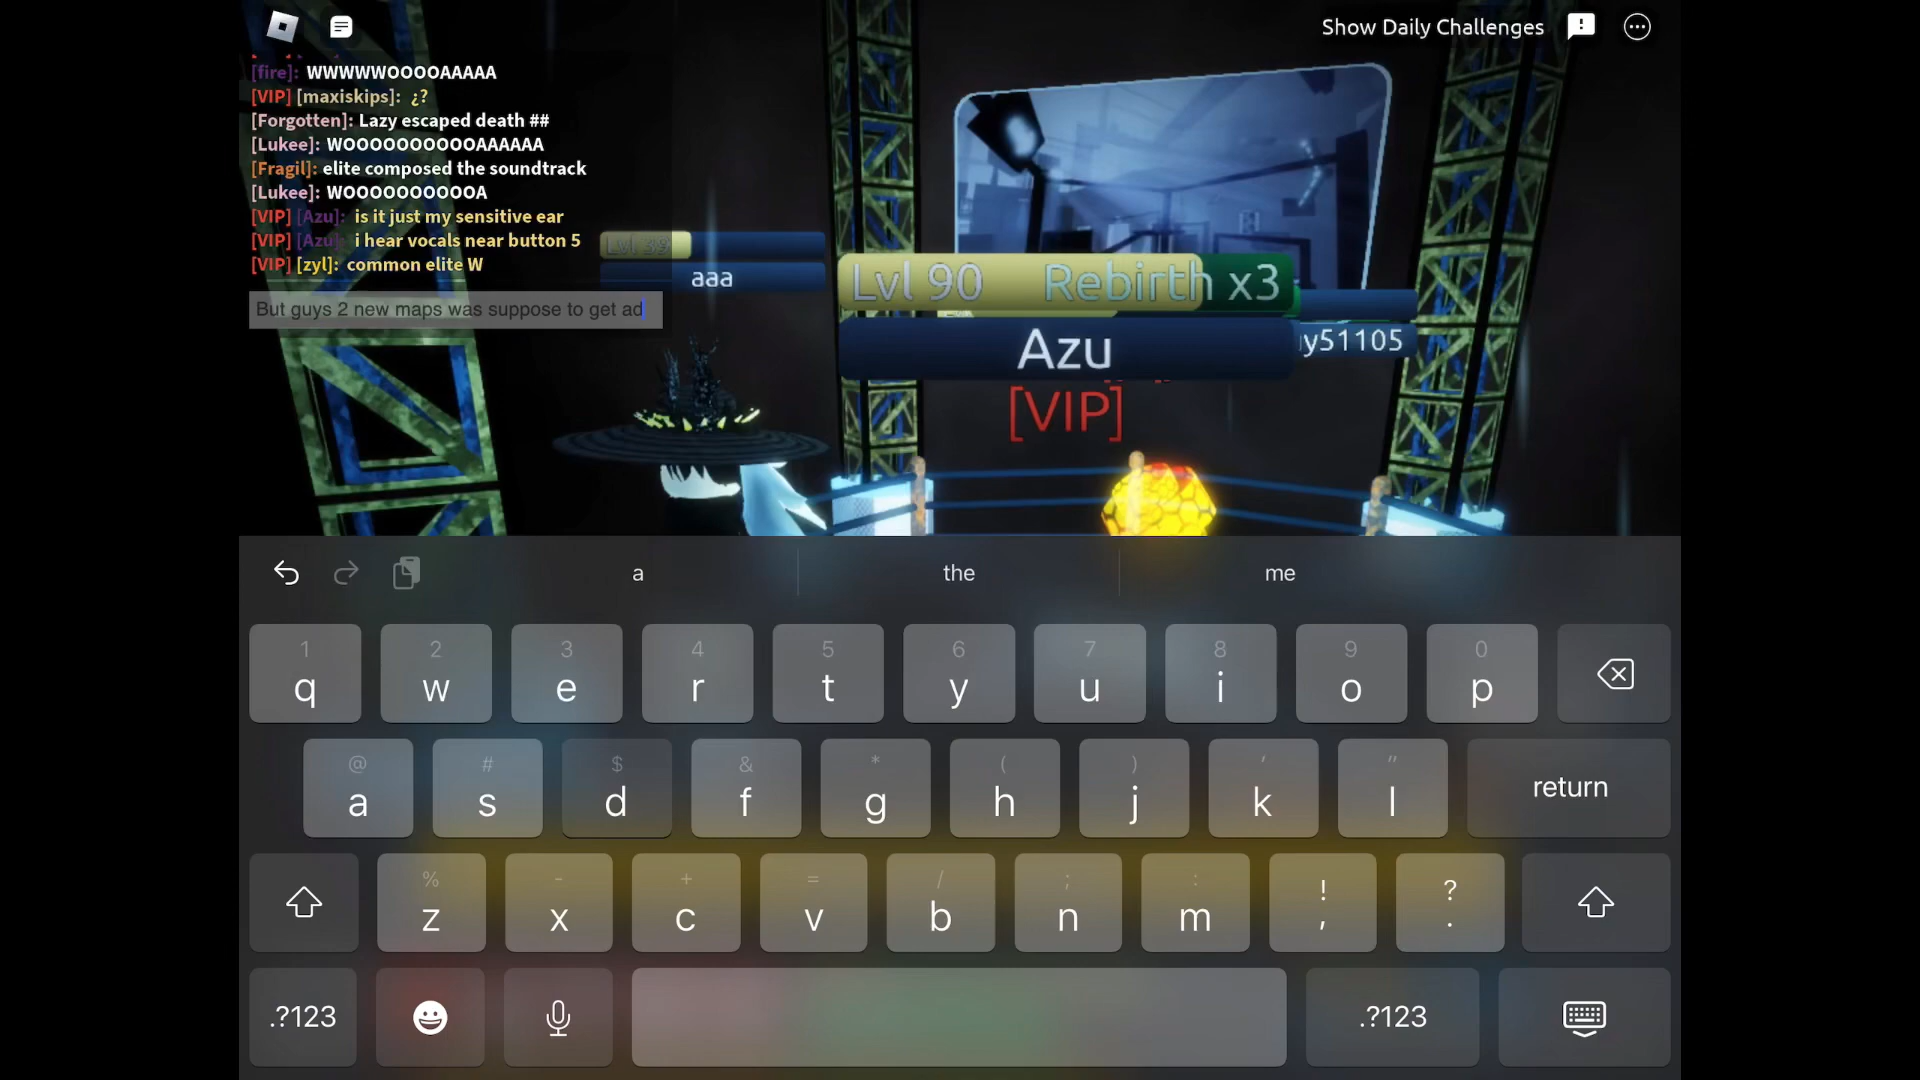 Show Daily Challenges
[fire]: WWWWWOOOOAAAAA
[VIP] [maxiskips]: ¿?
[Forgotten]: Lazy escaped death ##
[Lukee]: WOOOOOOOOOOAAAAAA
[Fragil]: elite composed the soundtrack
[Lukee]: WOOOOOOOOOOA
[VIP] [Azu]: is it just my sensitive ear
[VIP] [Azu]: i hear vocals near button 5
[VIP] [zyl]: common elite W
But guys 2 new maps was suppose to get ad
aaa
Lvl 90 Rebirth x3
Azu
y51105
[VIP]
a the me
1 2 3 4 5 6 7 8 9 0
q w e r t y u i o p
@ # $ & * ( ) ' "
a s d f g h j k l return
% - + = / ; : ! ?
z x c v b n m , .
.?123 .?123